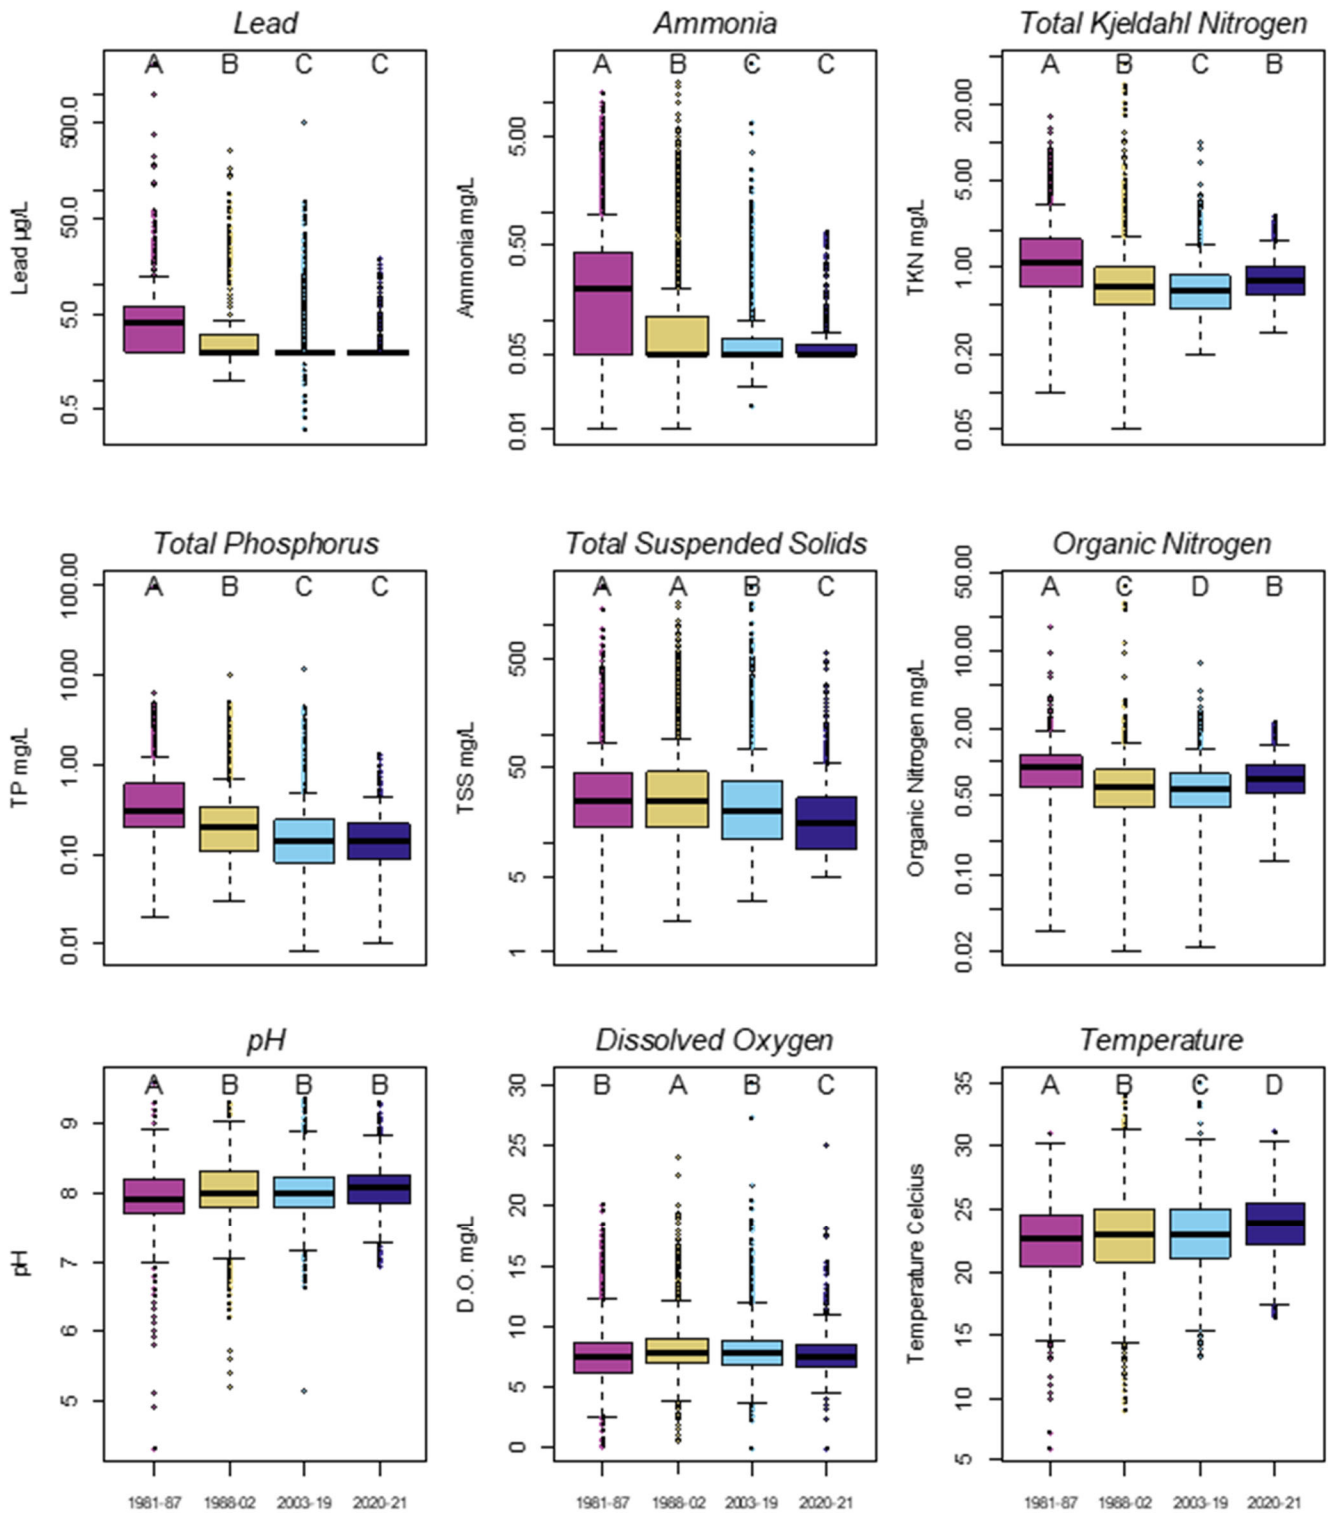 Lead
Ammonia
Total Kjeldahl Nitrogen
A B C C
A B C C
A B C B
Lead µg/L
500.0
50.0
5.0
0.5
Ammonia mg/L
5.00
0.50
0.05
0.01
TKN mg/L
20.00
5.00
1.00
0.20
0.05
Total Phosphorus
Total Suspended Solids
Organic Nitrogen
A B C C
A A B C
A C D B
TP mg/L
100.00
10.00
1.00
0.10
0.01
TSS mg/L
500
50
5
1
Organic Nitrogen mg/L
50.00
10.00
2.00
0.50
0.10
0.02
pH
Dissolved Oxygen
Temperature
A B B B
B A B C
A B C D
pH
9
8
7
6
5
D.O. mg/L
30
25
20
15
10
5
0
Temperature Celcius
35
30
25
20
15
10
5
1981-87 1988-02 2003-19 2020-21
1981-87 1988-02 2003-19 2020-21
1981-87 1988-02 2003-19 2020-21